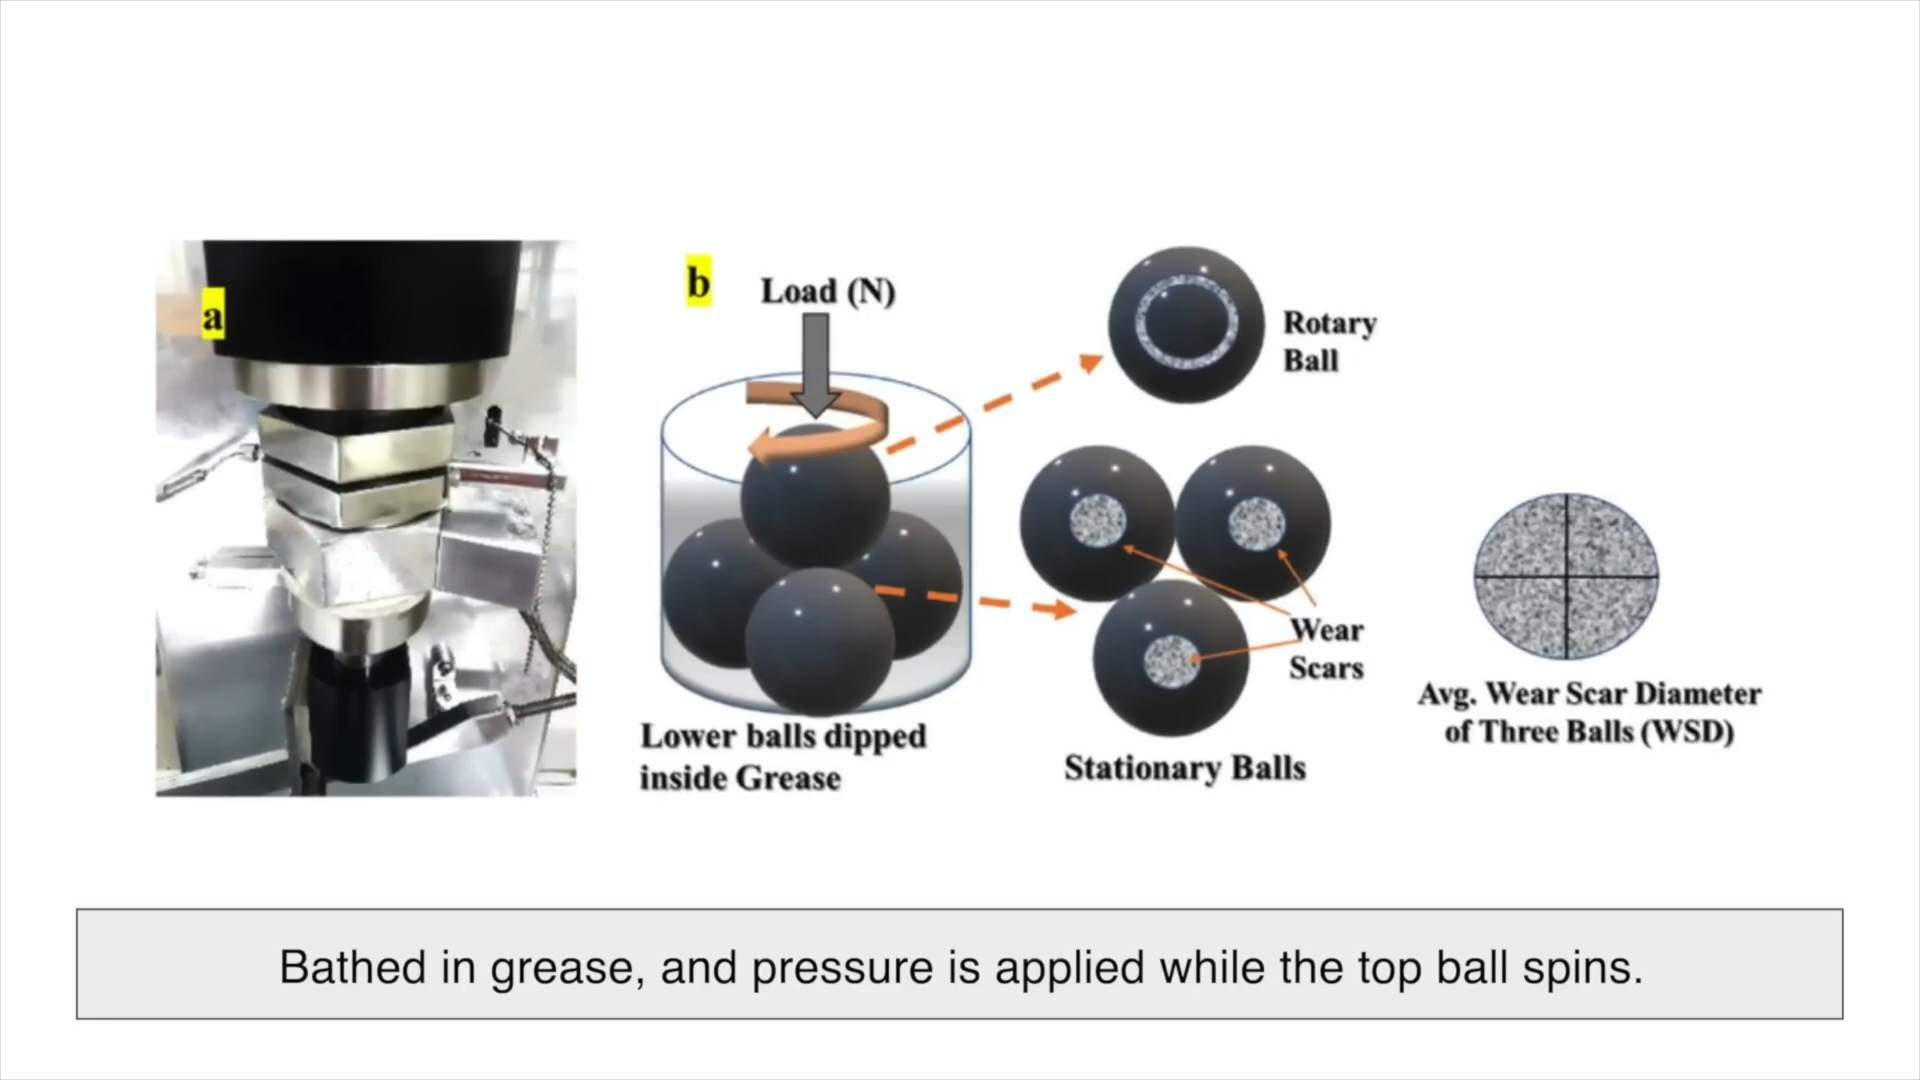 a
b
Load (N)
Rotary
Ball
Wear
Scars
Lower balls dipped
inside Grease
Stationary Balls
Avg. Wear Scar Diameter
of Three Balls (WSD)
Bathed in grease, and pressure is applied while the top ball spins.